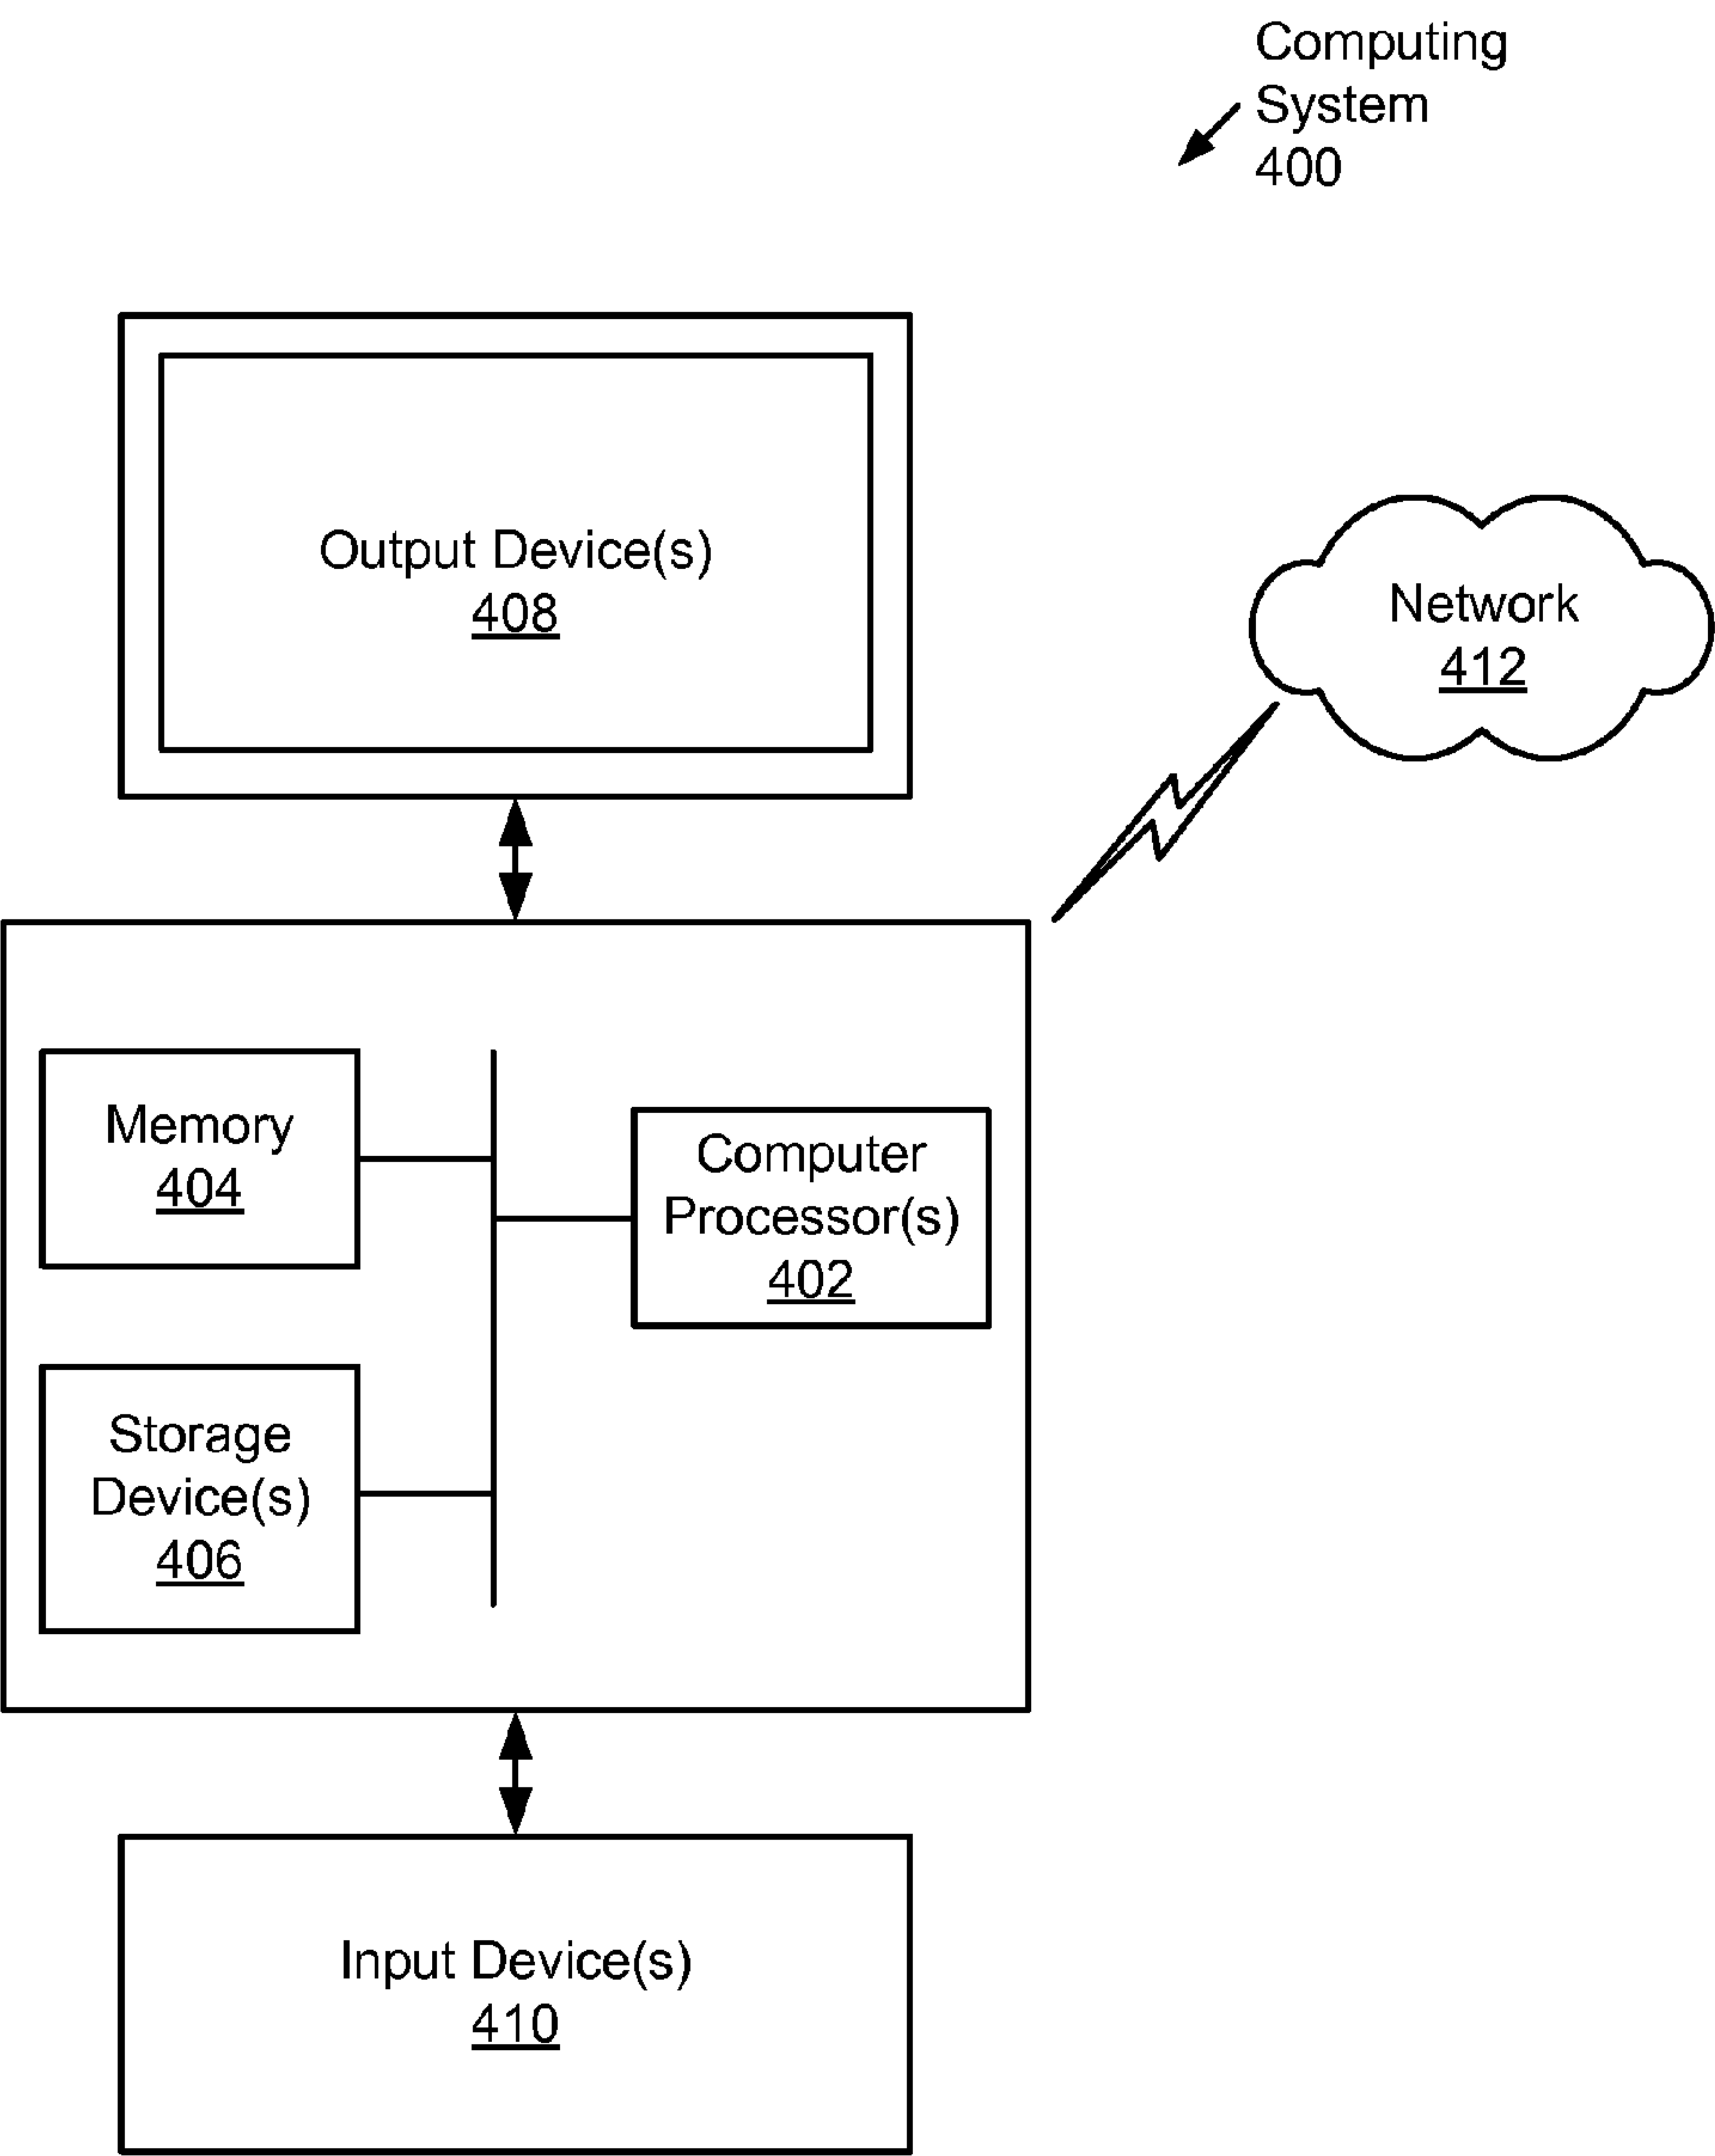 Computing
System
400
Output Device(s)
408
Network
412
Memory
404
Computer
Processor(s)
402
Storage
Device(s)
406
Input Device(s)
410